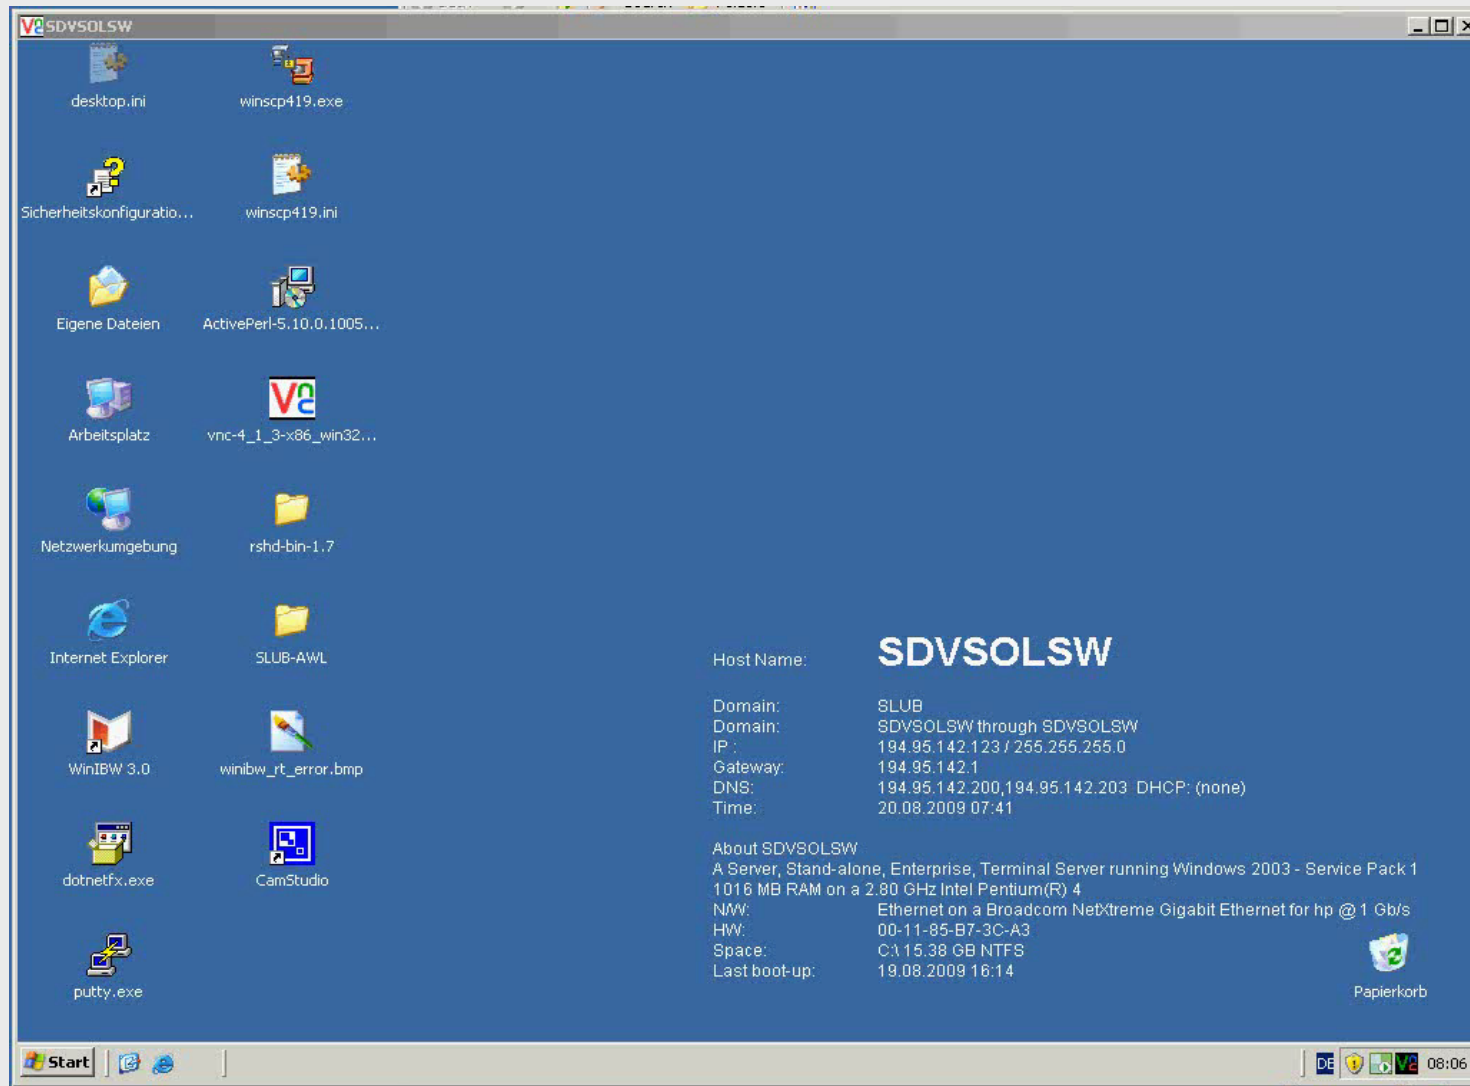 SDVSOLSW
desktop.ini
winscp419.exe
Sicherheitskonfiguratio...
winscp419.ini
Eigene Dateien
ActivePerl-5.10.0.1005...
Arbeitsplatz
vnc-4_1_3-x86_win32...
Netzwerkumgebung
rshd-bin-1.7
Internet Explorer
SLUB-AWL
WinIBW 3.0
winibw_rt_error.bmp
dotnetfx.exe
CamStudio
putty.exe
Host Name: SDVSOLSW
Domain: SLUB
Domain: SDVSOLSW through SDVSOLSW
IP : 194.95.142.123 / 255.255.255.0
Gateway: 194.95.142.1
DNS: 194.95.142.200,194.95.142.203 DHCP: (none)
Time: 20.08.2009 07:41
About SDVSOLSW
A Server, Stand-alone, Enterprise, Terminal Server running Windows 2003 - Service Pack 1
1016 MB RAM on a 2.80 GHz Intel Pentium(R) 4
N/W: Ethernet on a Broadcom NetXtreme Gigabit Ethernet for hp @ 1 Gb/s
HW: 00-11-85-B7-3C-A3
Space: C:\ 15.38 GB NTFS
Last boot-up: 19.08.2009 16:14
Papierkorb
Start
DE
08:06